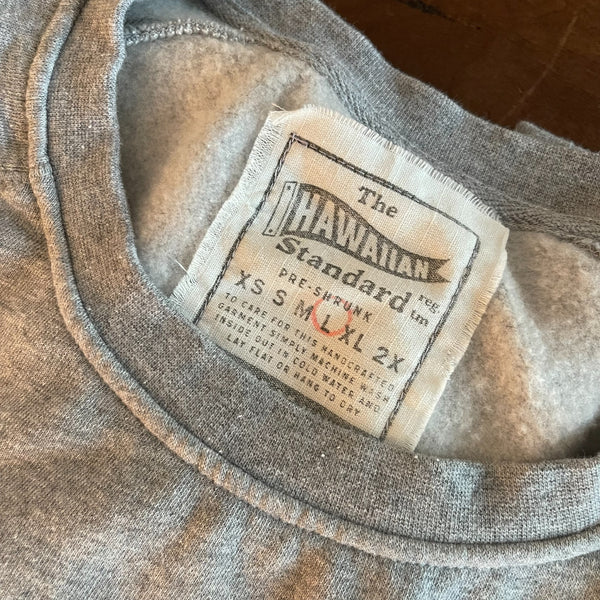 The
HAWAIIAN
Standard reg. tm
PRE-SHRUNK
XS S M L XL 2X
TO CARE FOR THIS HANDCRAFTED
GARMENT SIMPLY MACHINE WASH
INSIDE OUT IN COLD WATER AND
LAY FLAT OR HANG TO DRY